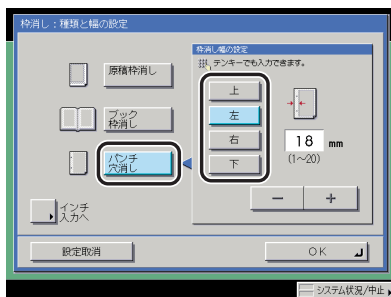 枠消し：種類と幅の設定
原稿枠消し
ブック
枠消し
パンチ
穴消し
インチ
入力へ
枠消し幅の設定
テンキーでも入力できます。
上
左
右
下
18 mm
(1～20)
－ ＋
設定取消
OK
システム状況/中止